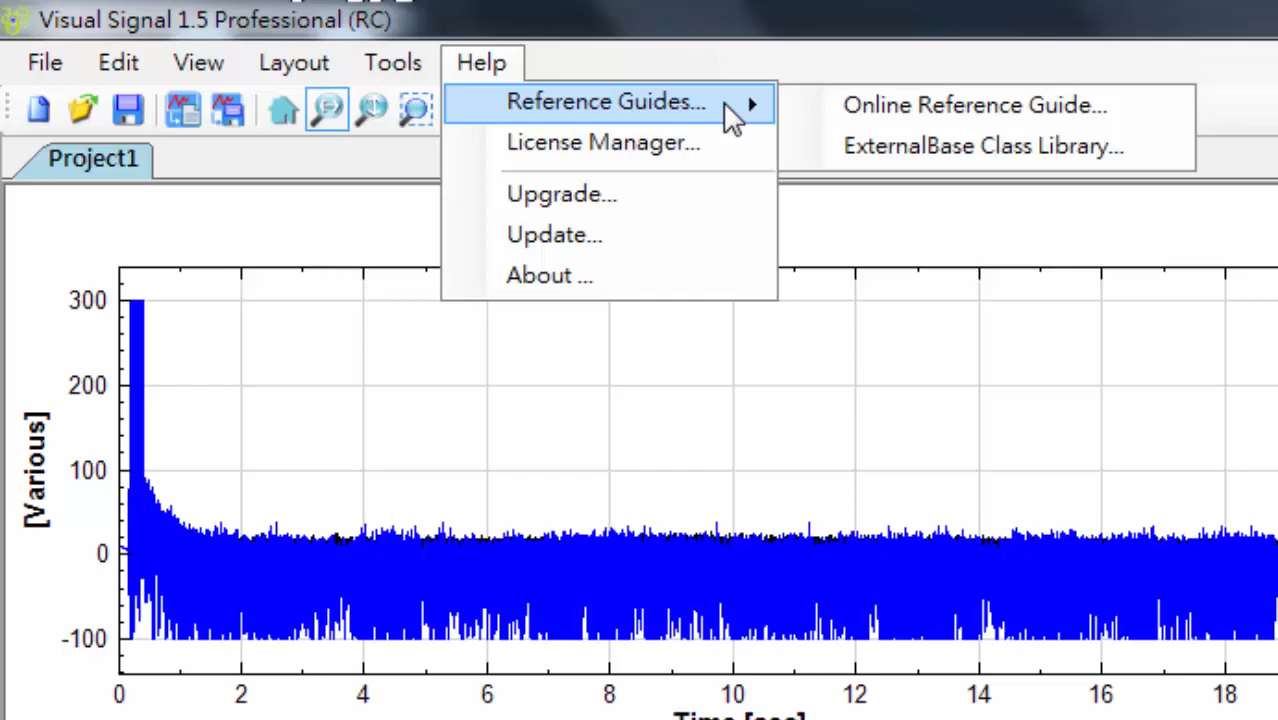 Visual Signal 1.5 Professional (RC)
File Edit View Layout Tools Help
Reference Guides...
Online Reference Guide...
License Manager...
ExternalBase Class Library...
Upgrade...
Update...
About ...
Project1
300
200
100
0
-100
[Various]
0 2 4 6 8 10 12 14 16 18
Time [sec]